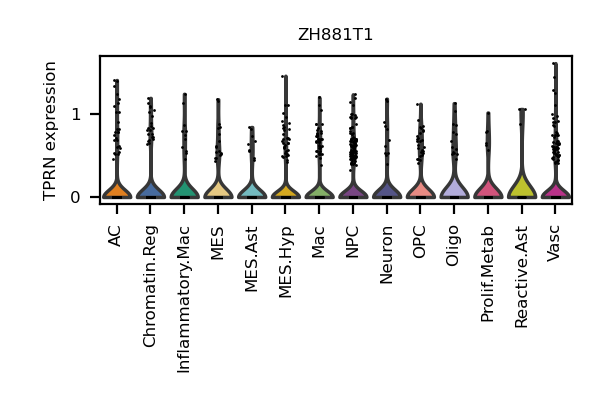 ZH881T1
TPRN expression
1
0
AC
Chromatin.Reg
Inflammatory.Mac
MES
MES.Ast
MES.Hyp
Mac
NPC
Neuron
OPC
Oligo
Prolif.Metab
Reactive.Ast
Vasc